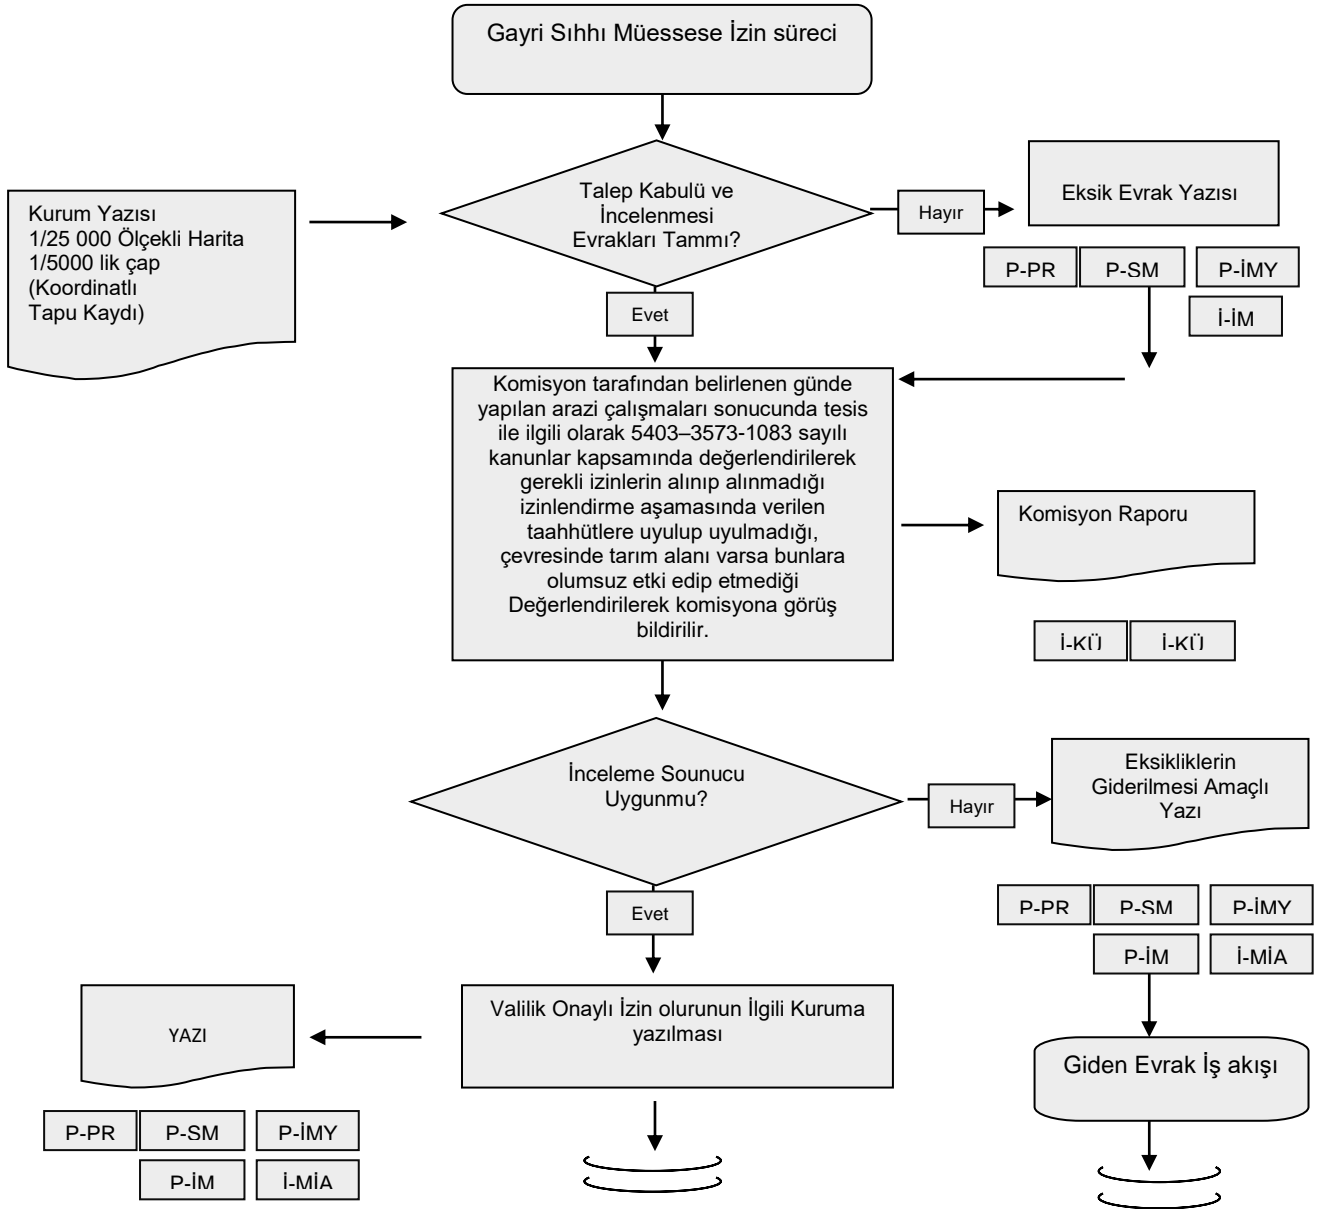 Gayri Sıhhı Müessese İzin süreci
Kurum Yazısı
1/25 000 Ölçekli Harita
1/5000 lik çap
(Koordinatlı
Tapu Kaydı)
Talep Kabulü ve
İncelenmesi
Evrakları Tammı?
Hayır
Eksik Evrak Yazısı
P-PR
P-SM
P-İMY
İ-İM
Evet
Komisyon tarafından belirlenen günde
yapılan arazi çalışmaları sonucunda tesis
ile ilgili olarak 5403–3573-1083 sayılı
kanunlar kapsamında değerlendirilerek
gerekli izinlerin alınıp alınmadığı
izinlendirme aşamasında verilen
taahhütlere uyulup uyulmadığı,
çevresinde tarım alanı varsa bunlara
olumsuz etki edip etmediği
Değerlendirilerek komisyona görüş
bildirilir.
Komisyon Raporu
İ-KÜ
İ-KÜ
İnceleme Sounucu
Uygunmu?
Hayır
Eksikliklerin
Giderilmesi Amaçlı
Yazı
P-PR
P-SM
P-İMY
P-İM
İ-MİA
Evet
Valilik Onaylı İzin olurunun İlgili Kuruma
yazılması
YAZI
P-PR
P-SM
P-İMY
P-İM
İ-MİA
Giden Evrak İş akışı